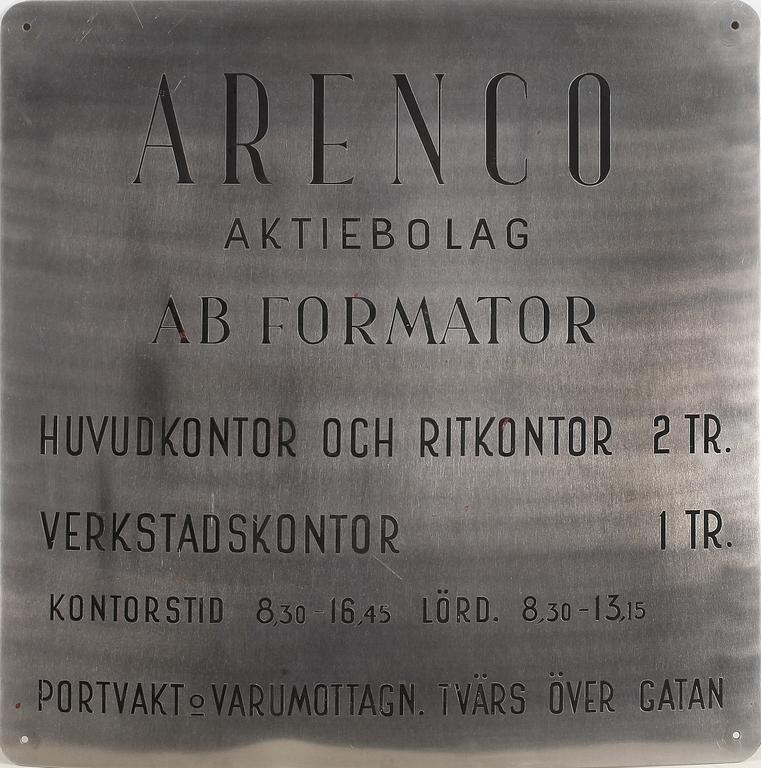 ARENCO
AKTIEBOLAG
AB FORMATOR
HUVUDKONTOR OCH RITKONTOR 2 TR.
VERKSTADSKONTOR 1 TR.
KONTORSTID 8,30-16,45 LÖRD. 8,30-13,15
PORTVAKT o VARUMOTTAGN. TVÄRS ÖVER GATAN